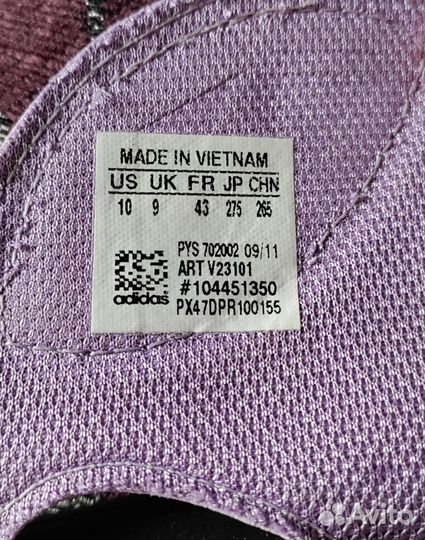 MADE IN VIETNAM
US UK FR JP CHN
10 9 43 275 265
PYS 702002 09/11
ART V23101
#104451350
adidas PX47DPR100155
Avito